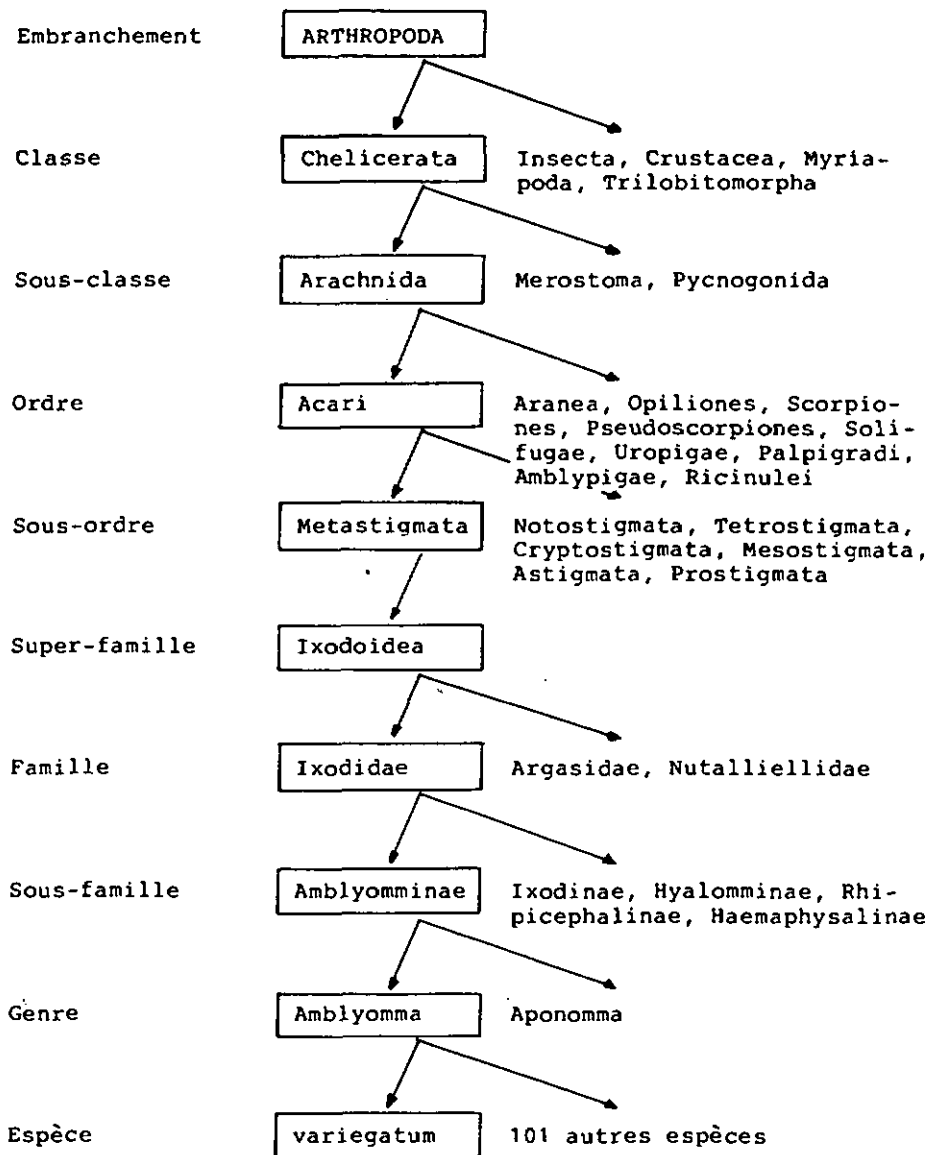 Embranchement ARTHROPODA
Classe Chelicerata Insecta, Crustacea, Myria-
poda, Trilobitomorpha
Sous-classe Arachnida Merostoma, Pycnogonida
Ordre Acari Aranea, Opiliones, Scorpio-
nes, Pseudoscorpiones, Soli-
fugae, Uropigae, Palpigradi,
Amblypigae, Ricinulei
Sous-ordre Metastigmata Notostigmata, Tetrostigmata,
Cryptostigmata, Mesostigmata,
Astigmata, Prostigmata
Super-famille Ixodoidea
Famille Ixodidae Argasidae, Nutalliellidae
Sous-famille Amblyomminae Ixodinae, Hyalomminae, Rhi-
picephalinae, Haemaphysalinae
Genre Amblyomma Aponomma
Espèce variegatum 101 autres espèces